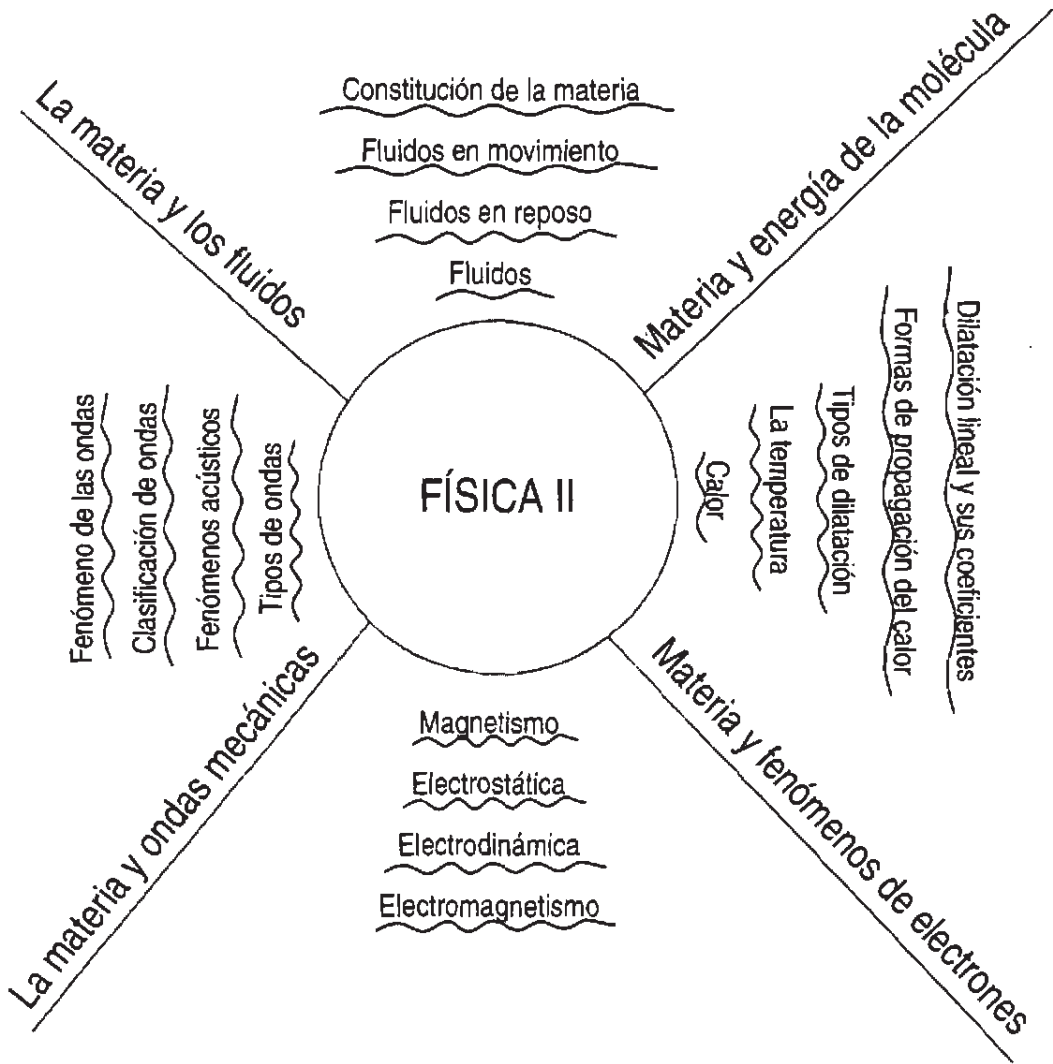 La materia y los fluidos
Constitución de la materia
Fluidos en movimiento
Fluidos en reposo
Fluidos
Materia y energía de la molécula
Dilatación lineal y sus coeficientes
Formas de propagación del calor
Tipos de dilatación
La temperatura
Calor
FÍSICA II
Fenómeno de las ondas
Clasificación de ondas
Fenómenos acústicos
Tipos de ondas
La materia y ondas mecánicas
Magnetismo
Electrostática
Electrodinámica
Electromagnetismo
Materia y fenómenos de electrones